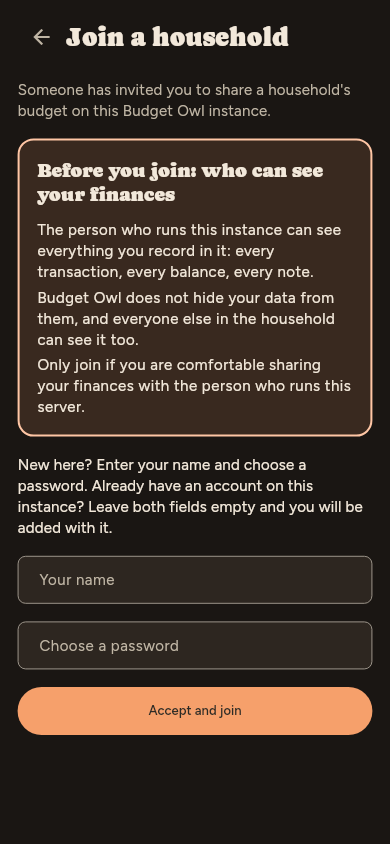 Join a household
Someone has invited you to share a household's
budget on this Budget Owl instance.
Before you join: who can see
your finances
The person who runs this instance can see
everything you record in it: every
transaction, every balance, every note.
Budget Owl does not hide your data from
them, and everyone else in the household
can see it too.
Only join if you are comfortable sharing
your finances with the person who runs this
server.
New here? Enter your name and choose a
password. Already have an account on this
instance? Leave both fields empty and you will be
added with it.
Your name
Choose a password
Accept and join